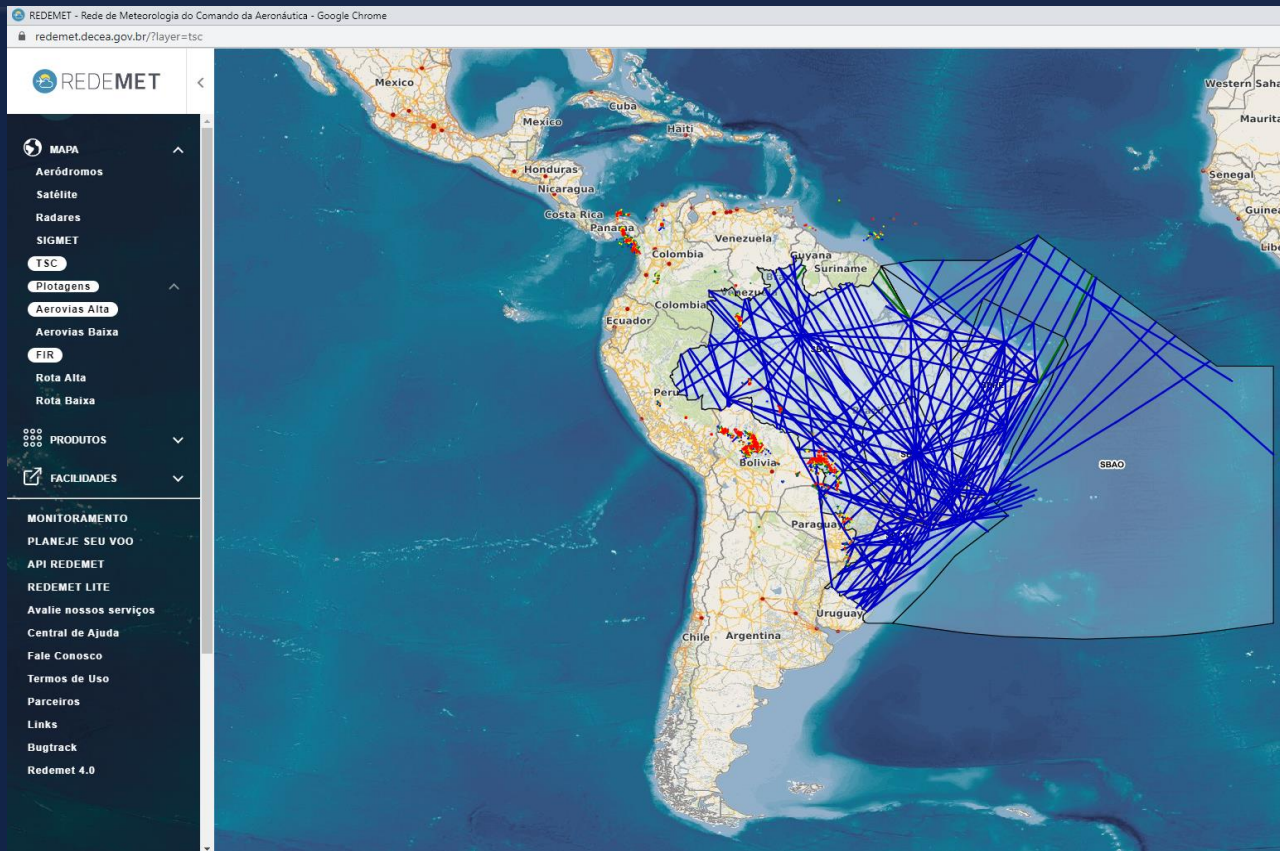 REDEMET - Rede de Meteorologia do Comando da Aeronáutica - Google Chrome
redemet.decea.gov.br/?layer=tsc
REDEMET
MAPA
Aeródromos
Satélite
Radares
SIGMET
TSC
Plotagens
Aerovias Alta
Aerovias Baixa
FIR
Rota Alta
Rota Baixa
PRODUTOS
FACILIDADES
MONITORAMENTO
PLANEJE SEU VOO
API REDEMET
REDEMET LITE
Avalie nossos serviços
Central de Ajuda
Fale Conosco
Termos de Uso
Parceiros
Links
Bugtrack
Redemet 4.0
Mexico
Western Saha
Cuba
Mexico
Haiti
Maurita
Honduras
Senegal
Nicaragua
Costa Rica
Guine
Panama
Venezuela
Libe
Colombia
Guyana
Suriname
Colombia
Ecuador
Peru
SBAO
Bolivia
Paraguay
Uruguay
Chile
Argentina